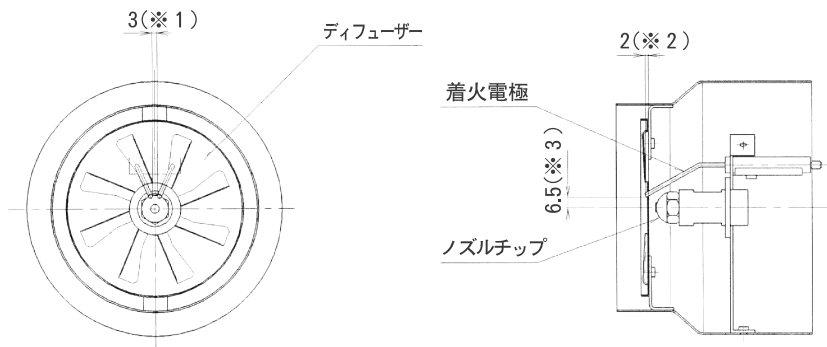 3(※1)
ディフューザー
2(※2)
着火電極
6.5(※3)
ノズルチップ